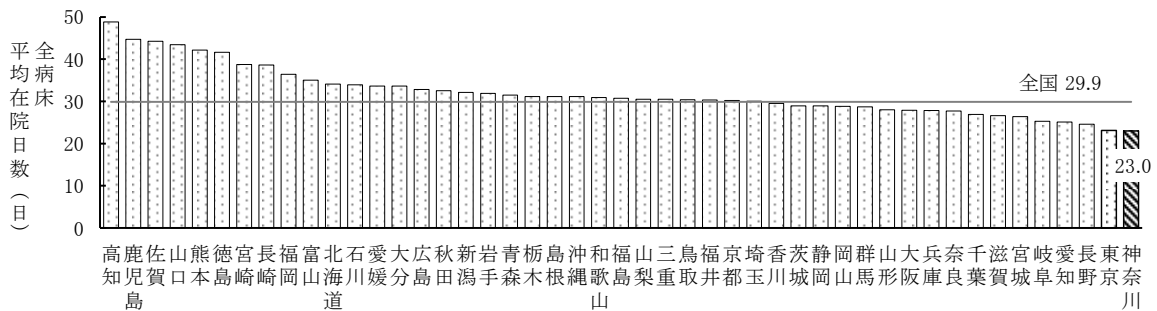 全病床
平均在院日数(日)
50
40
30
20
10
0
全国 29.9
23.0
高知 鹿児島 佐賀 山口 熊本 徳島 宮崎 長崎 福岡 富山 北海道 石川 愛媛 大分 広島 秋田 新潟 岩手 青森 栃木 島根 沖縄 和歌山 福島 山梨 三重 鳥取 福井 京都 埼玉 香川 茨城 静岡 岡山 群馬 山形 大阪 兵庫 奈良 千葉 滋賀 宮城 岐阜 愛知 長野 東京 神奈川